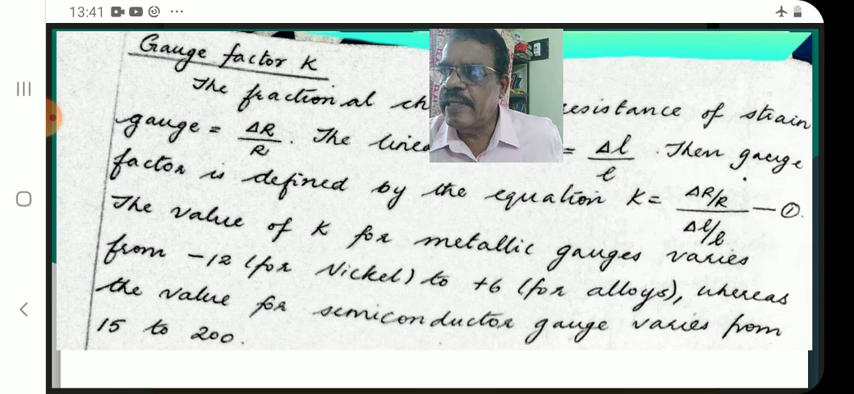 13:41
Gauge factor K
The fractional ch esistance of strain
gauge = ΔR/R. The linea = Δl/l. Then gauge
factor is defined by the equation K = (ΔR/R)/(Δl/l) — ①.
The value of K for metallic gauges varies
from -12 (for Nickel) to +6 (for alloys), whereas
the value for semiconductor gauge varies from
15 to 200.